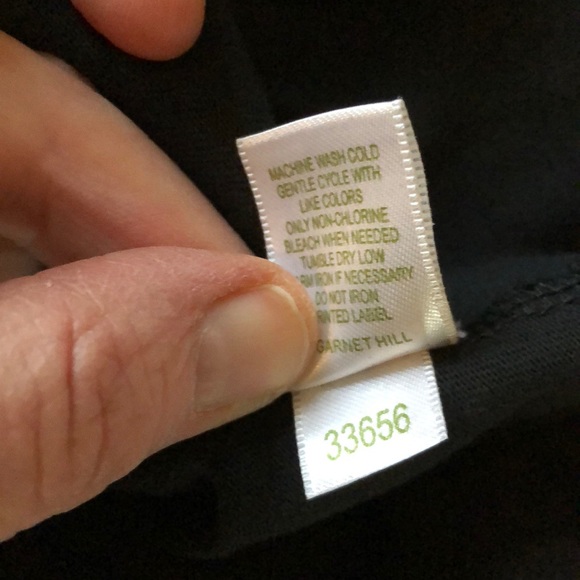 MACHINE WASH COLD
GENTLE CYCLE WITH
LIKE COLORS
ONLY NON-CHLORINE
BLEACH WHEN NEEDED
TUMBLE DRY LOW
IF NECESSARY
DO NOT IRON
LABEL
GARNET HILL
33656